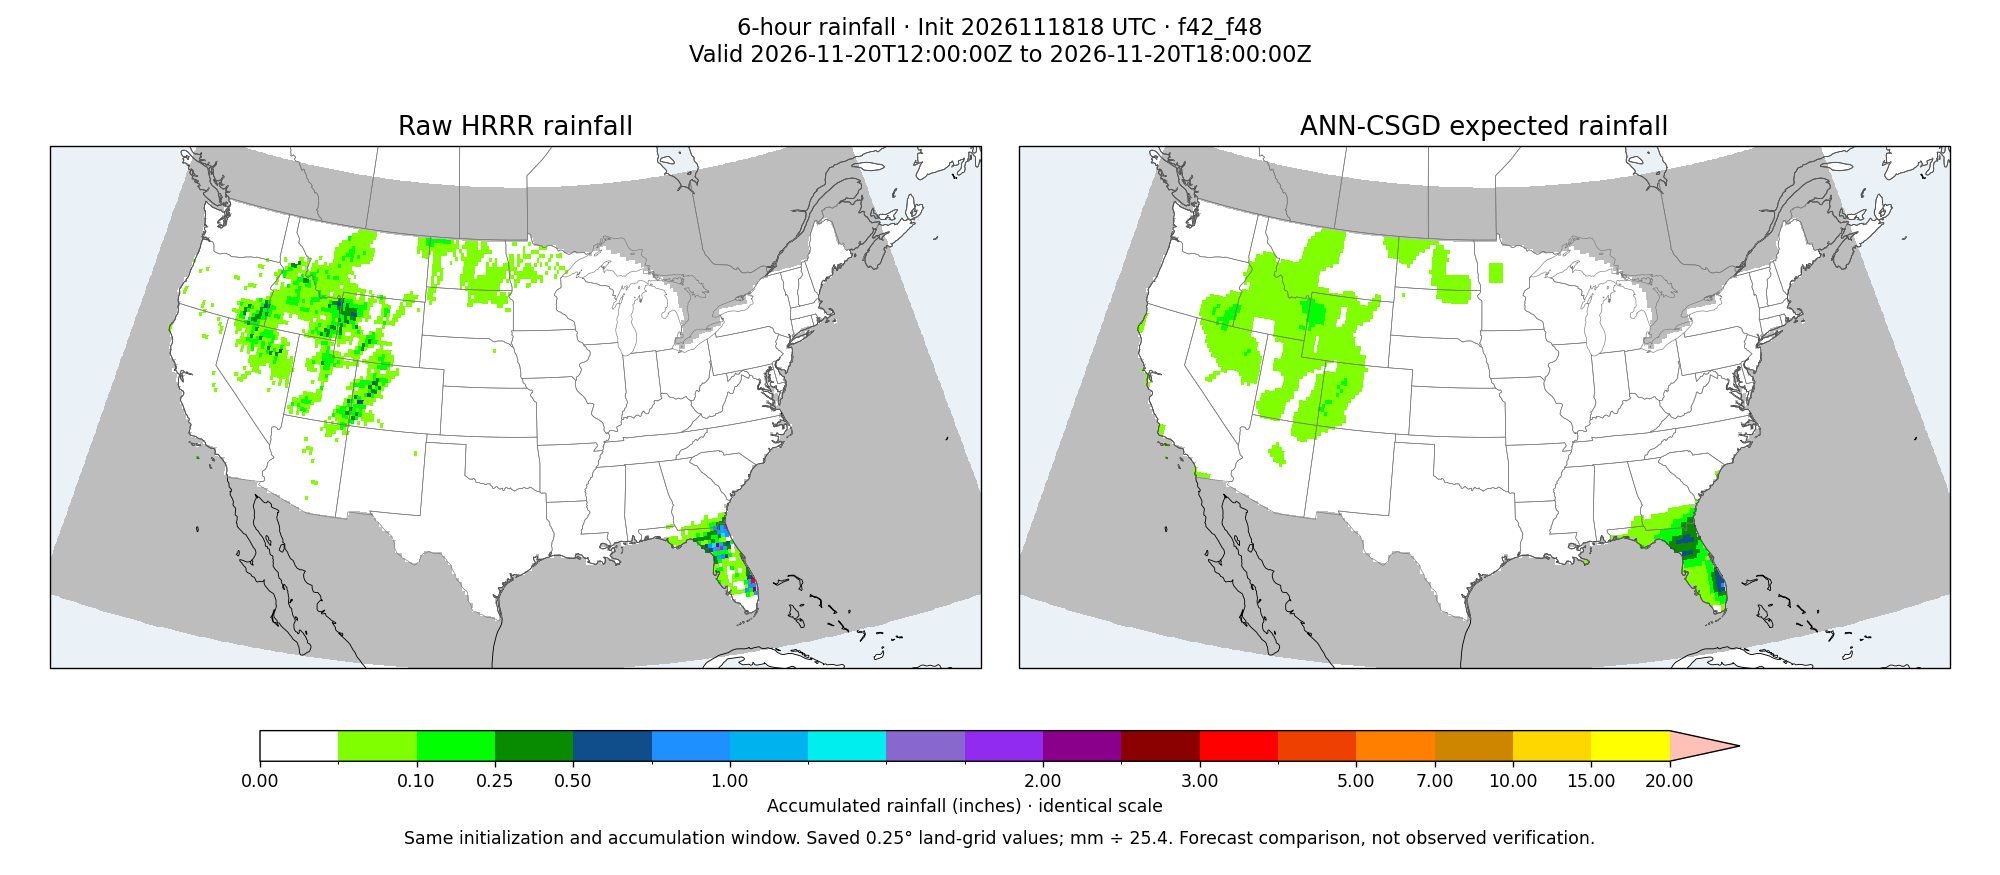 6-hour rainfall · Init 2026111818 UTC · f42_f48
Valid 2026-11-20T12:00:00Z to 2026-11-20T18:00:00Z
Raw HRRR rainfall
ANN-CSGD expected rainfall
0.00 0.10 0.25 0.50 1.00 2.00 3.00 5.00 7.00 10.00 15.00 20.00
Accumulated rainfall (inches) · identical scale
Same initialization and accumulation window. Saved 0.25° land-grid values; mm ÷ 25.4. Forecast comparison, not observed verification.